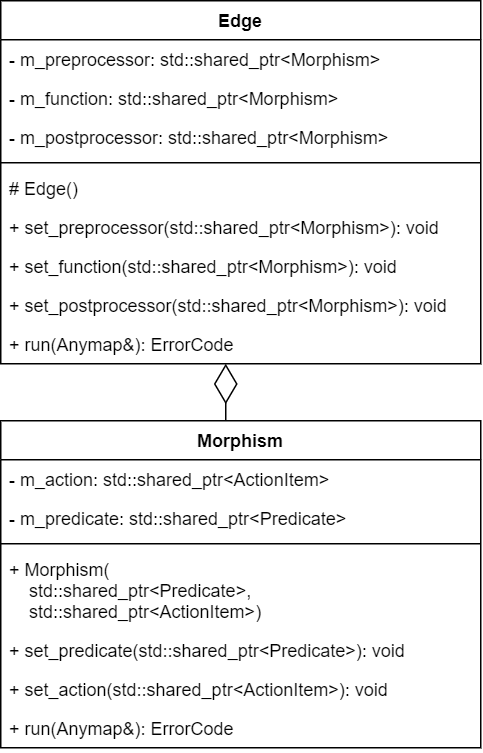 Edge
- m_preprocessor: std::shared_ptr<Morphism>
- m_function: std::shared_ptr<Morphism>
- m_postprocessor: std::shared_ptr<Morphism>
# Edge()
+ set_preprocessor(std::shared_ptr<Morphism>): void
+ set_function(std::shared_ptr<Morphism>): void
+ set_postprocessor(std::shared_ptr<Morphism>): void
+ run(Anymap&): ErrorCode
Morphism
- m_action: std::shared_ptr<ActionItem>
- m_predicate: std::shared_ptr<Predicate>
+ Morphism(
std::shared_ptr<Predicate>,
std::shared_ptr<ActionItem>)
+ set_predicate(std::shared_ptr<Predicate>): void
+ set_action(std::shared_ptr<ActionItem>): void
+ run(Anymap&): ErrorCode